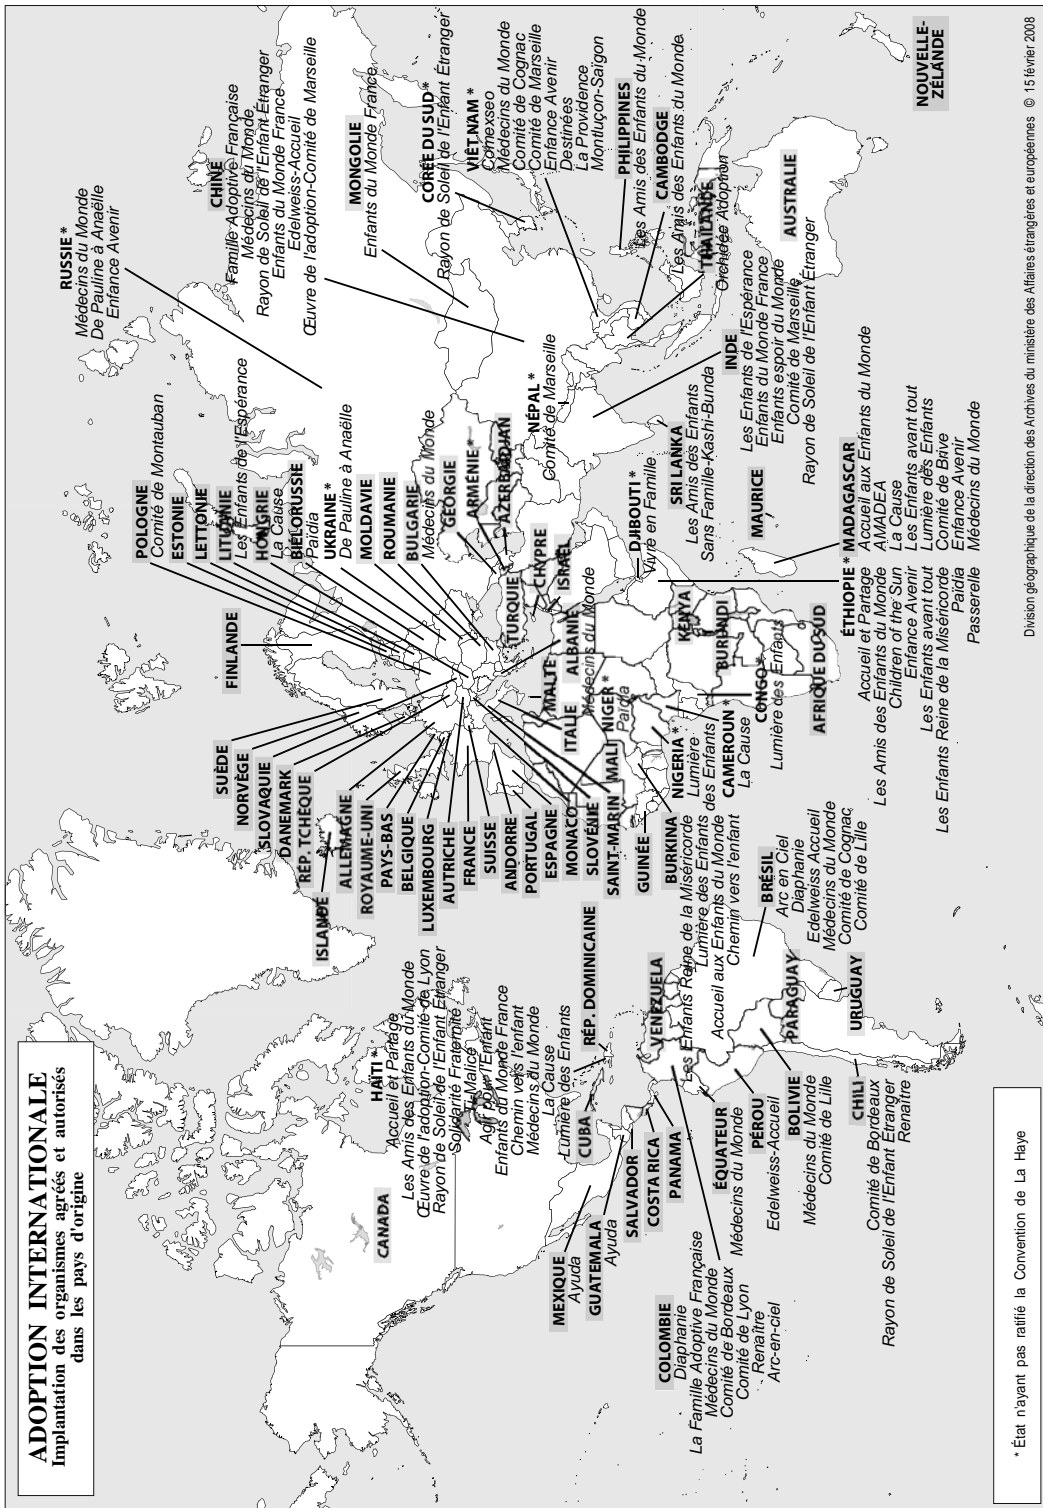 ADOPTION INTERNATIONALE
Implantation des organismes agréés et autorisés
dans les pays d'origine
CANADA
HAÏTI *
Accueil et Partage
Les Amis des Enfants du Monde
Œuvre de l'adoption-Comité de Lyon
Rayon de Soleil de l'Enfant Étranger
Solidarité Fraternité
Ti-Malice
Agir pour l'Enfant
Enfants du Monde France
Chemin vers l'enfant
Médecins du Monde
La Cause
Lumière des Enfants
CUBA
RÉP. DOMINICAINE
MEXIQUE
Ayuda
GUATEMALA
Ayuda
SALVADOR
COSTA RICA
PANAMA
COLOMBIE
Diaphanie
La Famille Adoptive Française
Médecins du Monde
Comité de Bordeaux
Comité de Lyon
Renaître
Arc-en-ciel
ÉQUATEUR
Médecins du Monde
PÉROU
Edelweiss-Accueil
BOLIVIE
Médecins du Monde
Comité de Lille
CHILI
Comité de Bordeaux
Rayon de Soleil de l'Enfant Etranger
Renaître
VENEZUELA
PARAGUAY
URUGUAY
BRÉSIL
Arc en Ciel
Diaphanie
Edelweiss Accueil
Médecins du Monde
Comité de Cognac
Comité de Lille
ISLANDE
SUÈDE
NORVÈGE
SLOVAQUIE
DANEMARK
RÉP. TCHÈQUE
ALLEMAGNE
ROYAUME-UNI
PAYS-BAS
BELGIQUE
LUXEMBOURG
AUTRICHE
FRANCE
SUISSE
ANDORRE
PORTUGAL
ESPAGNE
MONACO
SLOVÉNIE
SAINT-MARIN
GUINÉE
BURKINA
Les Enfants Reine de la Miséricorde
Lumière des Enfants
Accueil aux Enfants du Monde
Chemin vers l'enfant
FINLANDE
POLOGNE
Comité de Montauban
ESTONIE
LETTONIE
LITUANIE
Les Enfants de l'Espérance
HONGRIE
La Cause
BIÉLORUSSIE
Païdia
UKRAINE *
De Pauline à Anaëlle
MOLDAVIE
ROUMANIE
BULGARIE
Médecins du Monde
GÉORGIE
ARMÉNIE *
AZERBAÏDJAN
TURQUIE
CHYPRE
ISRAËL
ALBANIE
Médecins du Monde
MALTE
ITALIE
MALI
NIGER *
Païdia
NIGERIA *
Lumière
des Enfants
CAMEROUN *
La Cause
CONGO *
Lumière des Enfants
KENYA
BURUNDI
AFRIQUE DU SUD
DJIBOUTI *
Vivre en Famille
ÉTHIOPIE *
Accueil et Partage
Les Amis des Enfants du Monde
Children of the Sun
Enfance Avenir
Les Enfants avant tout
Les Enfants Reine de la Miséricorde
Païdia
Passerelle
MADAGASCAR
Accueil aux Enfants du Monde
AMADEA
La Cause
Les Enfants avant tout
Lumière des Enfants
Comité de Brive
Enfance Avenir
Médecins du Monde
MAURICE
RUSSIE *
Médecins du Monde
De Pauline à Anaëlle
Enfance Avenir
CHINE
Famille Adoptive Française
Médecins du Monde
Rayon de Soleil de l'Enfant Étranger
Enfants du Monde France
Edelweiss-Accueil
Œuvre de l'adoption-Comité de Marseille
MONGOLIE
Enfants du Monde France
CORÉE DU SUD *
Rayon de Soleil de l'Enfant Étranger
VIÊT-NAM *
Comexseo
Médecins du Monde
Comité de Cognac
Comité de Marseille
Enfance Avenir
Destinées
La Providence
Montluçon-Saïgon
PHILIPPINES
Les Amis des Enfants du Monde
CAMBODGE
Les Amis des Enfants du Monde
THAÏLANDE
Orchidée Adoption
NÉPAL *
Comité de Marseille
INDE
Les Enfants de l'Espérance
Enfants du Monde France
Enfants espoir du Monde
Comité de Marseille
Rayon de Soleil de l'Enfant Étranger
SRI LANKA
Les Amis des Enfants
Sans Famille-Kashi-Bunda
AUSTRALIE
NOUVELLE-
ZÉLANDE
* État n'ayant pas ratifié la Convention de La Haye
Division géographique de la direction des Archives du ministère des Affaires étrangères et européennes © 15 février 2008